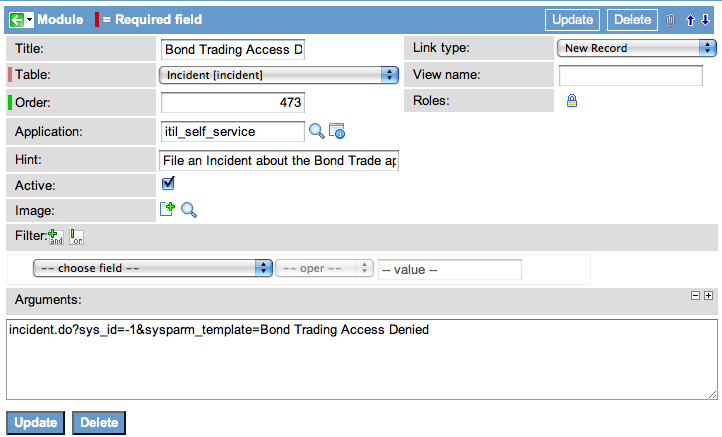 Module = Required field Update Delete
Title: Bond Trading Access D Link type: New Record
Table: Incident [incident] View name:
Order: 473 Roles:
Application: itil_self_service
Hint: File an Incident about the Bond Trade ap
Active:
Image:
Filter: and or
-- choose field -- -- oper -- -- value --
Arguments:
incident.do?sys_id=-1&sysparm_template=Bond Trading Access Denied
Update Delete